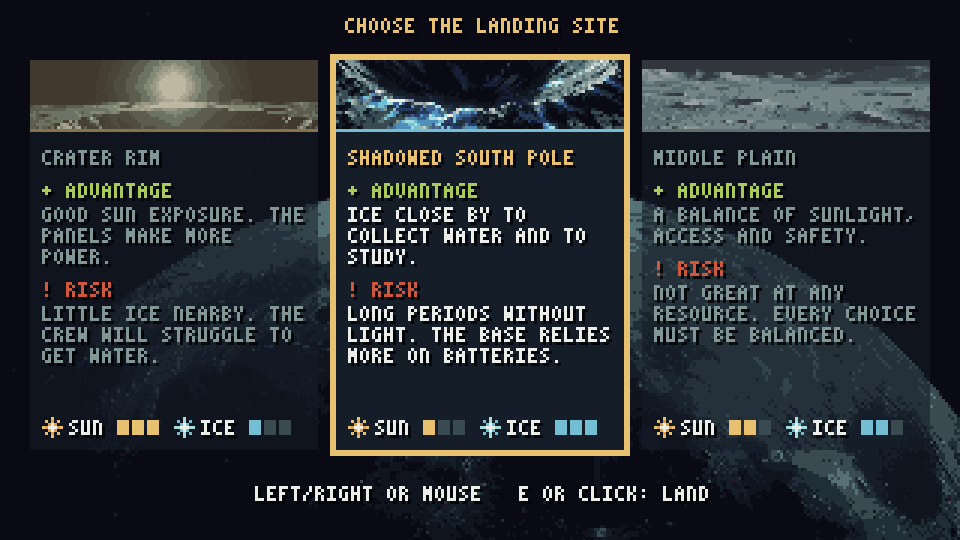 CHOOSE THE LANDING SITE
CRATER RIM
+ ADVANTAGE
GOOD SUN EXPOSURE. THE
PANELS MAKE MORE
POWER.
! RISK
LITTLE ICE NEARBY. THE
CREW WILL STRUGGLE TO
GET WATER.
SUN ICE
SHADOWED SOUTH POLE
+ ADVANTAGE
ICE CLOSE BY TO
COLLECT WATER AND TO
STUDY.
! RISK
LONG PERIODS WITHOUT
LIGHT. THE BASE RELIES
MORE ON BATTERIES.
SUN ICE
MIDDLE PLAIN
+ ADVANTAGE
A BALANCE OF SUNLIGHT,
ACCESS AND SAFETY.
! RISK
NOT GREAT AT ANY
RESOURCE. EVERY CHOICE
MUST BE BALANCED.
SUN ICE
LEFT/RIGHT OR MOUSE E OR CLICK: LAND